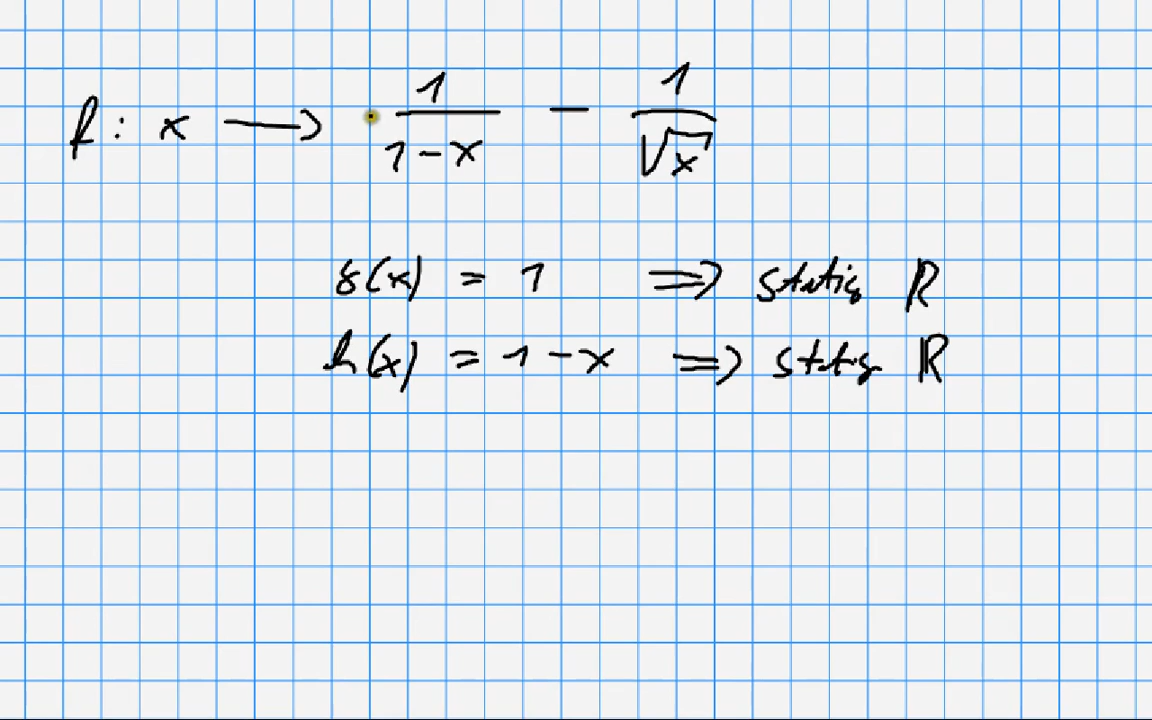 f: x ⟶ 1/(1-x) - 1/√x
g(x) = 1 ⟹ stetig ℝ
h(x) = 1-x ⟹ stetig ℝ